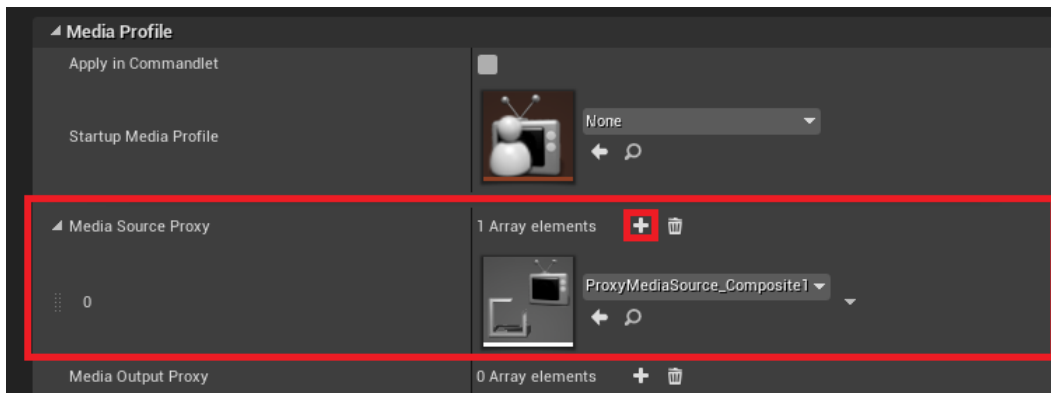 Media Profile
Apply in Commandlet
Startup Media Profile
None
Media Source Proxy
1 Array elements
0
ProxyMediaSource_Composite1
Media Output Proxy
0 Array elements